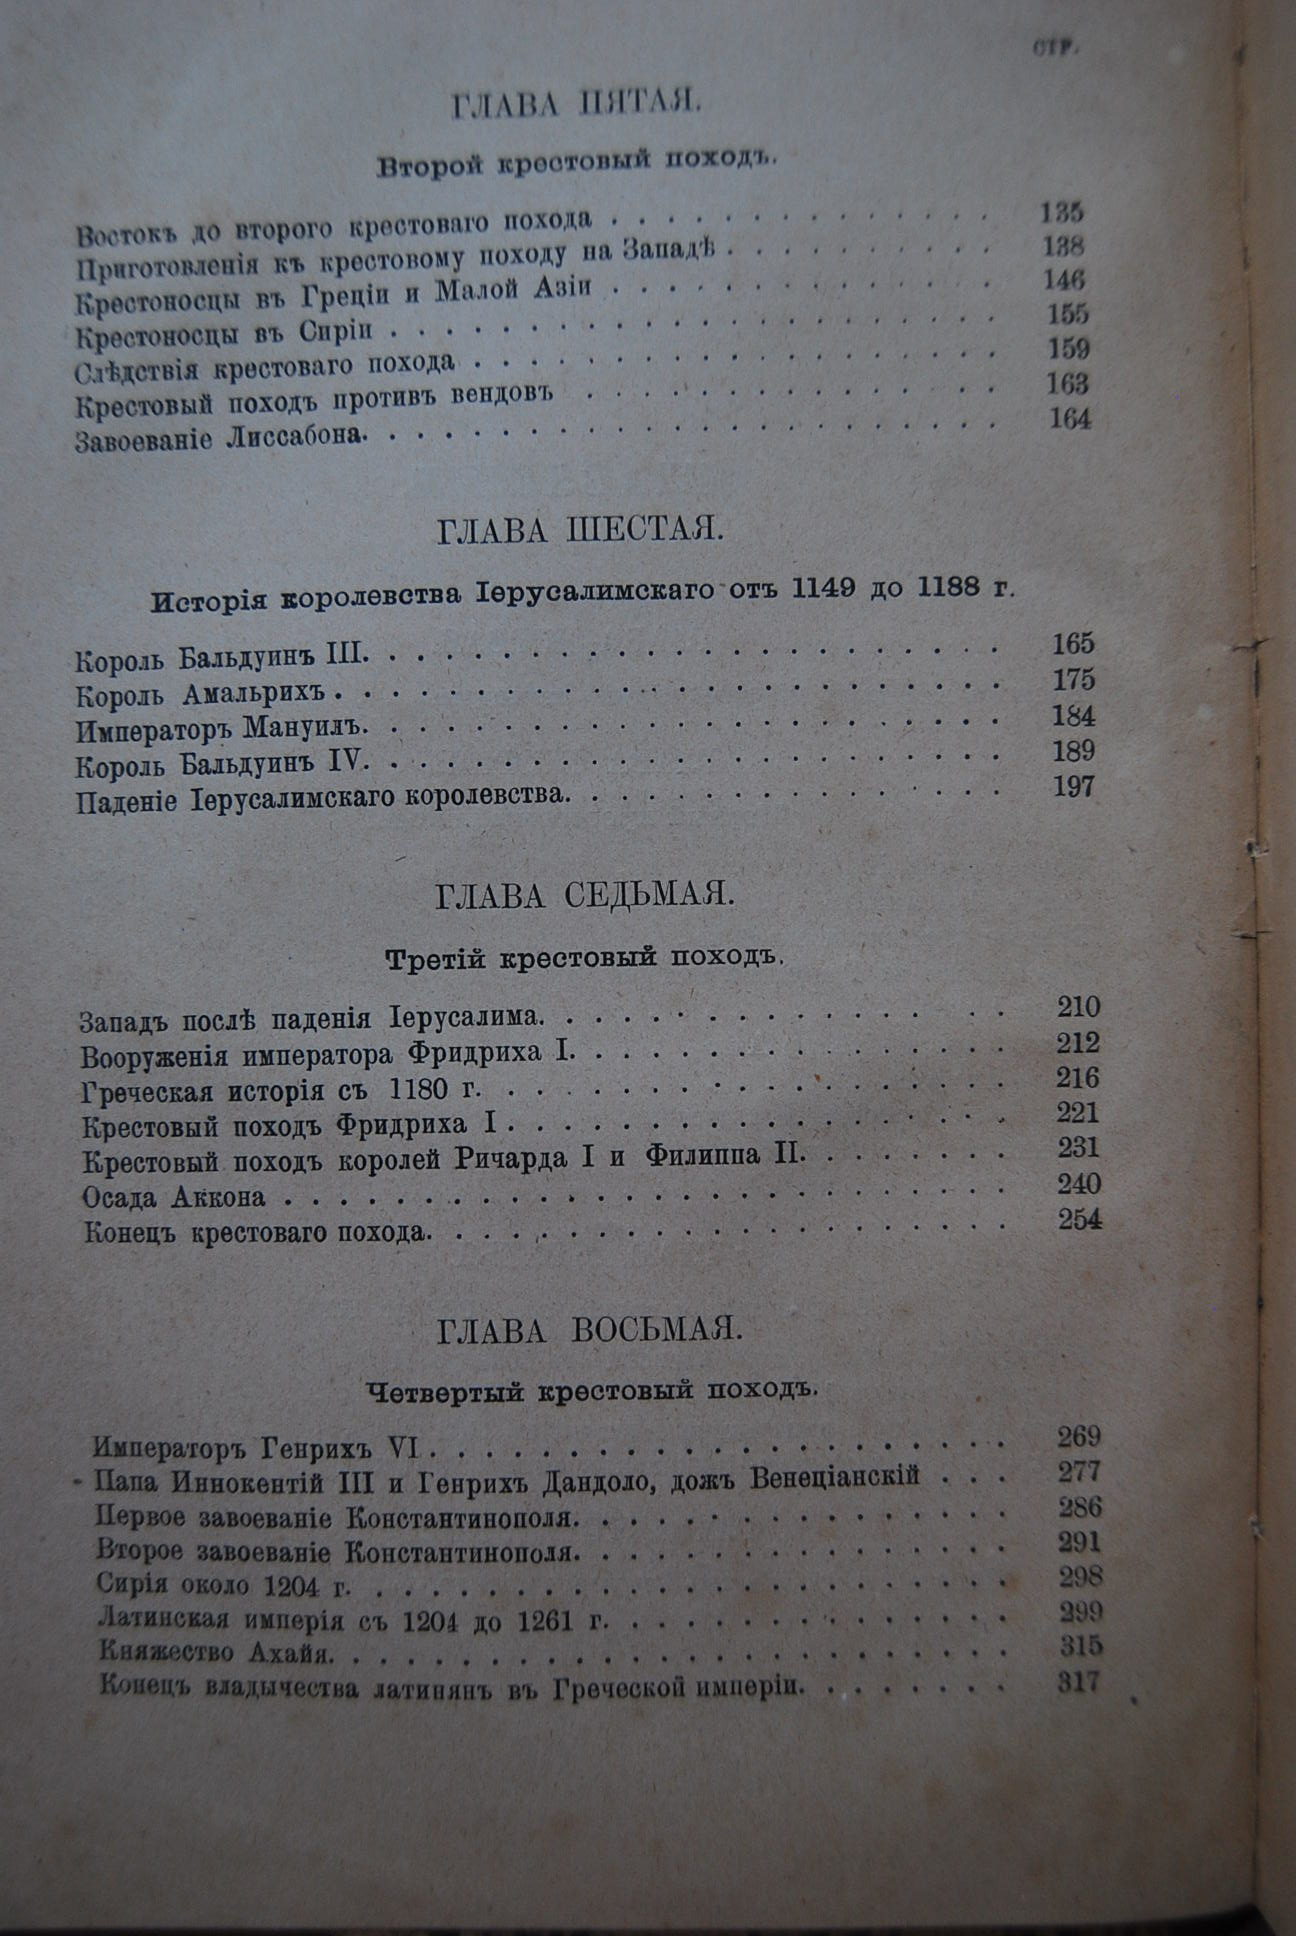 СТР.
ГЛАВА ПЯТАЯ.
Второй крестовый походъ.
Востокъ до второго крестоваго похода . . . . . . . . . . . . . . 135
Приготовленія къ крестовому походу на Западѣ . . . . . . . . . . 138
Крестоносцы въ Греціи и Малой Азіи . . . . . . . . . . . . . . 146
Крестоносцы въ Сиріи . . . . . . . . . . . . . . . . . . . . . 155
Слѣдствія крестоваго похода . . . . . . . . . . . . . . . . . . . 159
Крестовый походъ противъ вендовъ . . . . . . . . . . . . . . 163
Завоеваніе Лиссабона. . . . . . . . . . . . . . . . . . . . . . . 164
ГЛАВА ШЕСТАЯ.
Исторія королевства Іерусалимскаго отъ 1149 до 1188 г.
Король Бальдуинъ III. . . . . . . . . . . . . . . . . . . . . . . 165
Король Амальрихъ . . . . . . . . . . . . . . . . . . . . . . . . 175
Императоръ Мануилъ. . . . . . . . . . . . . . . . . . . . . . . 184
Король Бальдуинъ IV. . . . . . . . . . . . . . . . . . . . . . . 189
Паденіе Іерусалимскаго королевства. . . . . . . . . . . . . . . . 197
ГЛАВА СЕДЬМАЯ.
Третій крестовый походъ.
Западъ послѣ паденія Іерусалима. . . . . . . . . . . . . . . . 210
Вооруженія императора Фридриха I. . . . . . . . . . . . . . . . 212
Греческая исторія съ 1180 г. . . . . . . . . . . . . . . . . . . 216
Крестовый походъ Фридриха I . . . . . . . . . . . . . . . . . . 221
Крестовый походъ королей Ричарда I и Филиппа II. . . . . . . . 231
Осада Аккона . . . . . . . . . . . . . . . . . . . . . . . . . . 240
Конецъ крестоваго похода. . . . . . . . . . . . . . . . . . . . . 254
ГЛАВА ВОСЬМАЯ.
Четвертый крестовый походъ.
Императоръ Генрихъ VI . . . . . . . . . . . . . . . . . . . . . 269
Папа Иннокентій III и Генрихъ Дандоло, дожъ Венеціанскій . . . 277
Первое завоеваніе Константинополя. . . . . . . . . . . . . . . . 286
Второе завоеваніе Константинополя. . . . . . . . . . . . . . . . 291
Сирія около 1204 г. . . . . . . . . . . . . . . . . . . . . . . . 298
Латинская имперія съ 1204 до 1261 г. . . . . . . . . . . . . . . 299
Княжество Ахайя. . . . . . . . . . . . . . . . . . . . . . . . . 315
Конецъ владычества латинянъ въ Греческой имперіи. . . . . . . . 317